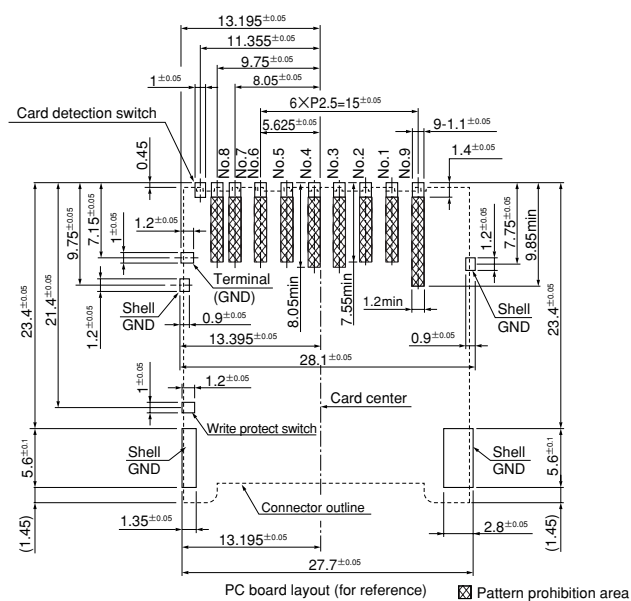 13.195±0.05
11.355±0.05
9.75±0.05
1±0.05
8.05±0.05
6×P2.5=15±0.05
Card detection switch
5.625±0.05
9-1.1±0.05
0.45
No.8
No.7
No.6
No.5
No.4
No.3
No.2
No.1
No.9
1.4±0.05
23.4±0.05
21.4±0.05
9.75±0.05
7.15±0.05
1±0.05
1.2±0.05
1.2±0.05
7.75±0.05
9.85min
23.4±0.05
Terminal
(GND)
8.05min
7.55min
1.2min
Shell
GND
Shell
GND
1.2±0.05
0.9±0.05
0.9±0.05
13.395±0.05
28.1±0.05
1±0.05
1.2±0.05
Card center
Write protect switch
5.6±0.1
Shell
GND
Shell
GND
5.6±0.1
Connector outline
(1.45)
1.35±0.05
2.8±0.05
(1.45)
13.195±0.05
27.7±0.05
PC board layout (for reference)
Pattern prohibition area